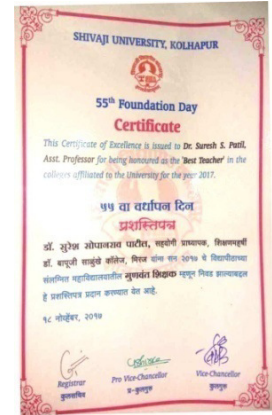 SHIVAJI UNIVERSITY, KOLHAPUR
55th Foundation Day
Certificate
This Certificate of Excellence is issued to Dr. Suresh S. Patil,
Asst. Professor for being honoured as the 'Best Teacher' in the
colleges affiliated to the University for the year 2017.
५५ वा वर्धापन दिन
प्रशस्तिपत्र
डॉ. सुरेश सोपानराव पाटील, सहयोगी प्राध्यापक, शिक्षणमहर्षी
डॉ. बापूजी साळुंखे कॉलेज, मिरज यांना सन २०१७ चे विद्यापीठाच्या
संलग्नित महाविद्यालयातील गुणवंत शिक्षक म्हणून निवड झाल्याबद्दल
हे प्रशस्तिपत्र प्रदान करण्यात येत आहे.
१८ नोव्हेंबर, २०१७
Registrar Pro Vice-Chancellor Vice-Chancellor
कुलसचिव प्र-कुलगुरु कुलगुरु